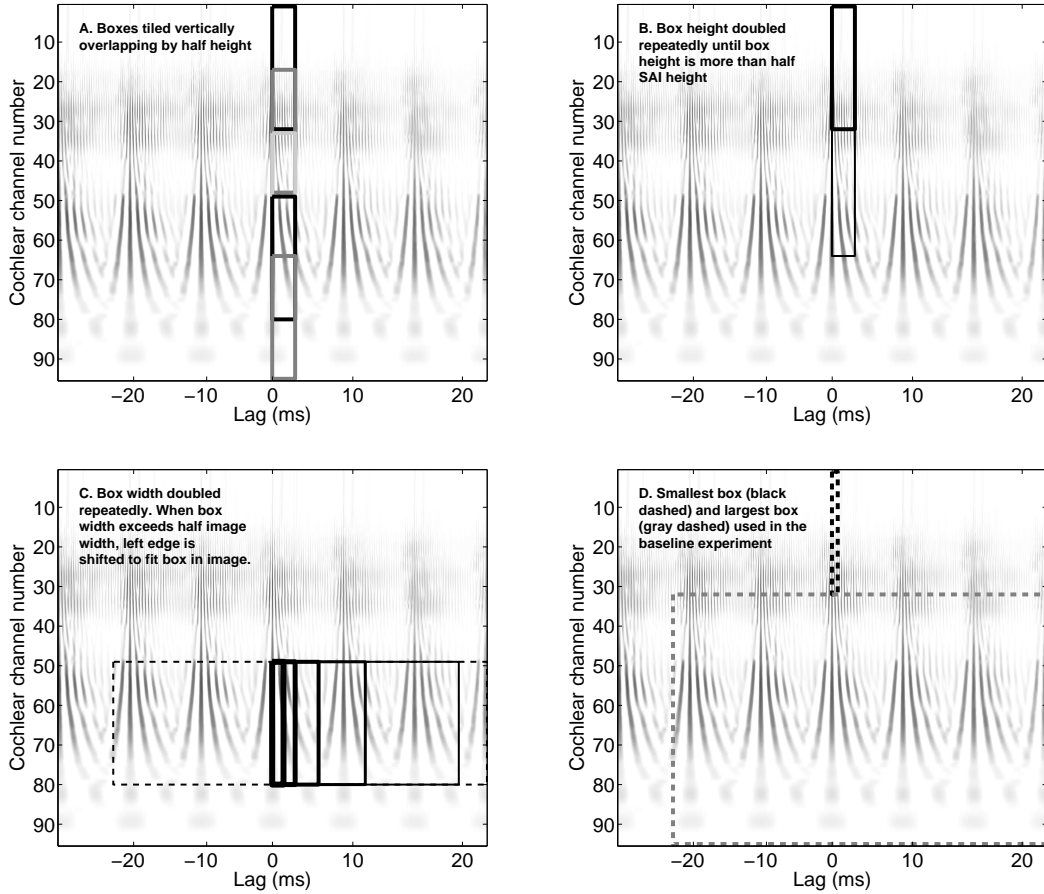 A. Boxes tiled vertically
overlapping by half height
10
20
30
40
50
60
70
80
90
Cochlear channel number
−20
−10
0
10
20
Lag (ms)
B. Box height doubled
repeatedly until box
height is more than half
SAI height
10
20
30
40
50
60
70
80
90
Cochlear channel number
−20
−10
0
10
20
Lag (ms)
C. Box width doubled
repeatedly. When box
width exceeds half image
width, left edge is
shifted to fit box in image.
10
20
30
40
50
60
70
80
90
Cochlear channel number
−20
−10
0
10
20
Lag (ms)
D. Smallest box (black
dashed) and largest box
(gray dashed) used in the
baseline experiment
10
20
30
40
50
60
70
80
90
Cochlear channel number
−20
−10
0
10
20
Lag (ms)